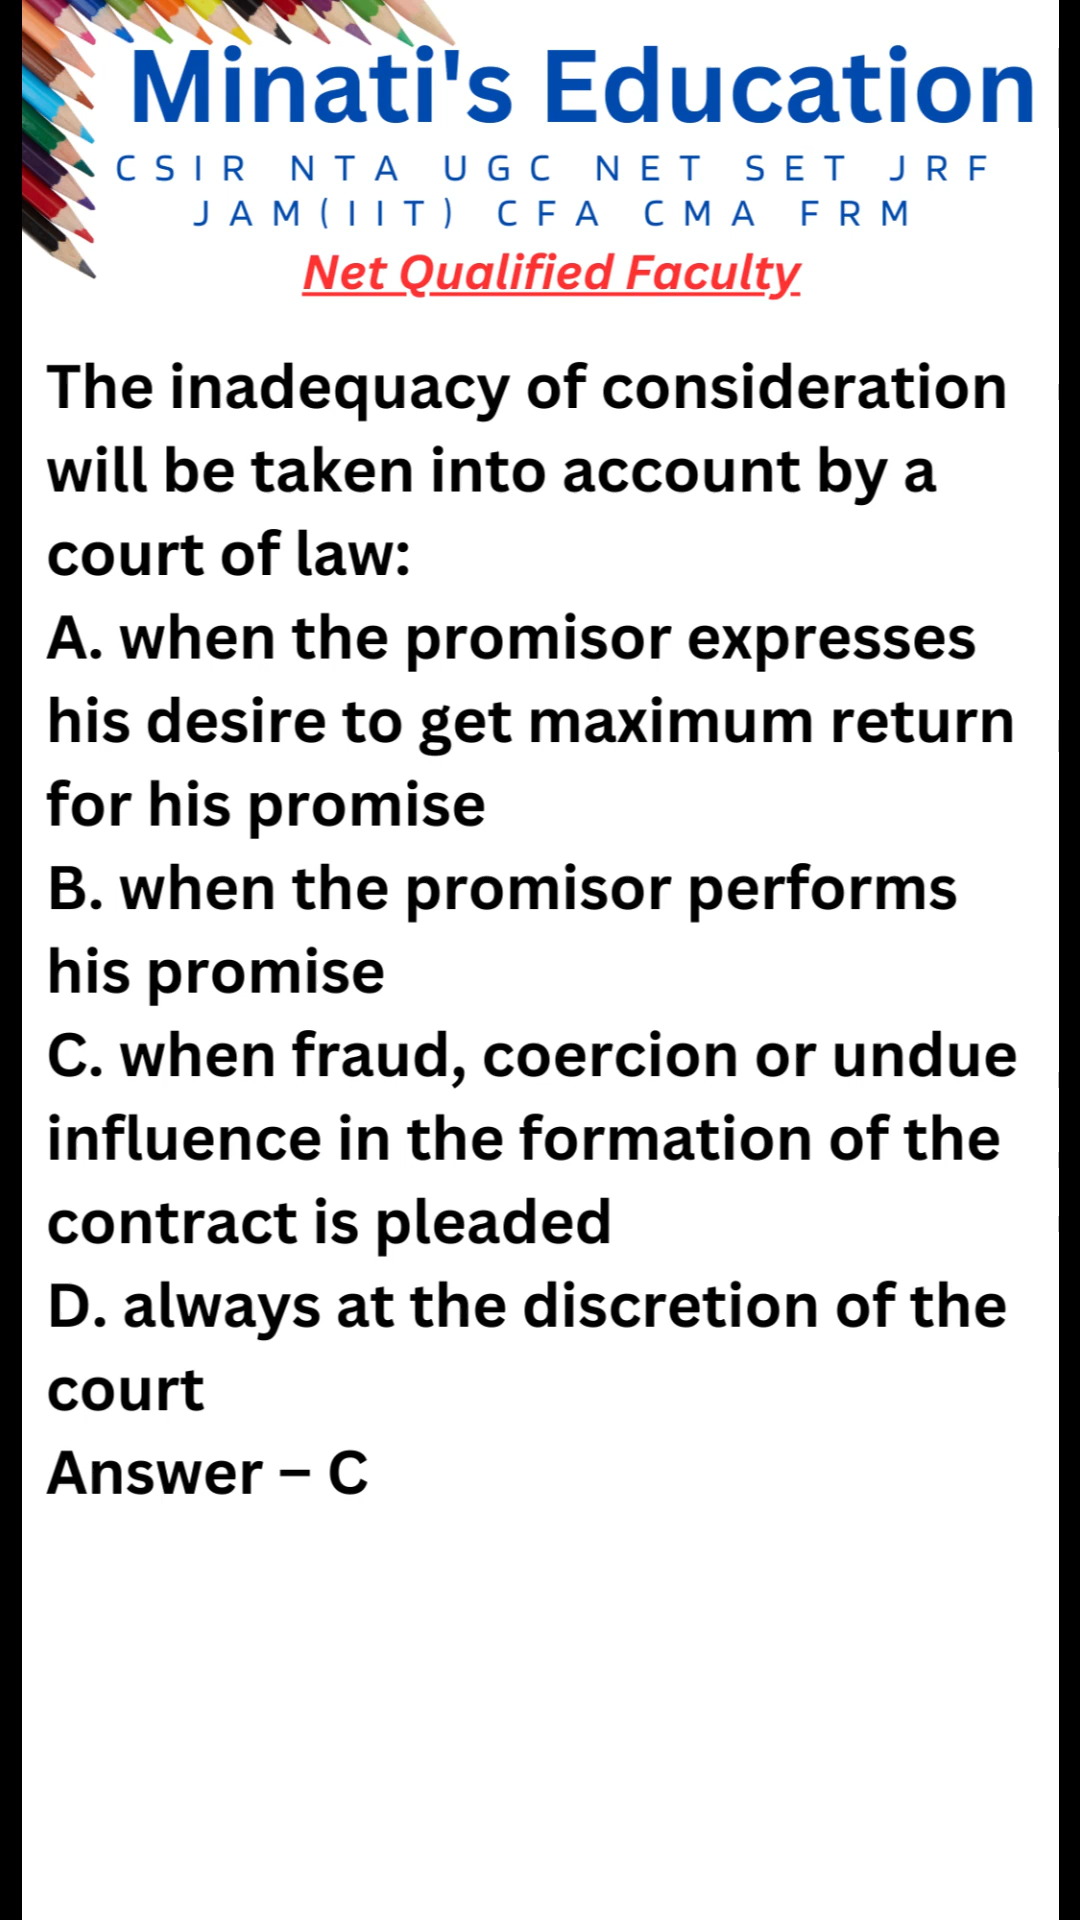 Minati's Education
CSIR NTA UGC NET SET JRF
JAM(IIT) CFA CMA FRM
Net Qualified Faculty
The inadequacy of consideration
will be taken into account by a
court of law:
A. when the promisor expresses
his desire to get maximum return
for his promise
B. when the promisor performs
his promise
C. when fraud, coercion or undue
influence in the formation of the
contract is pleaded
D. always at the discretion of the
court
Answer – C